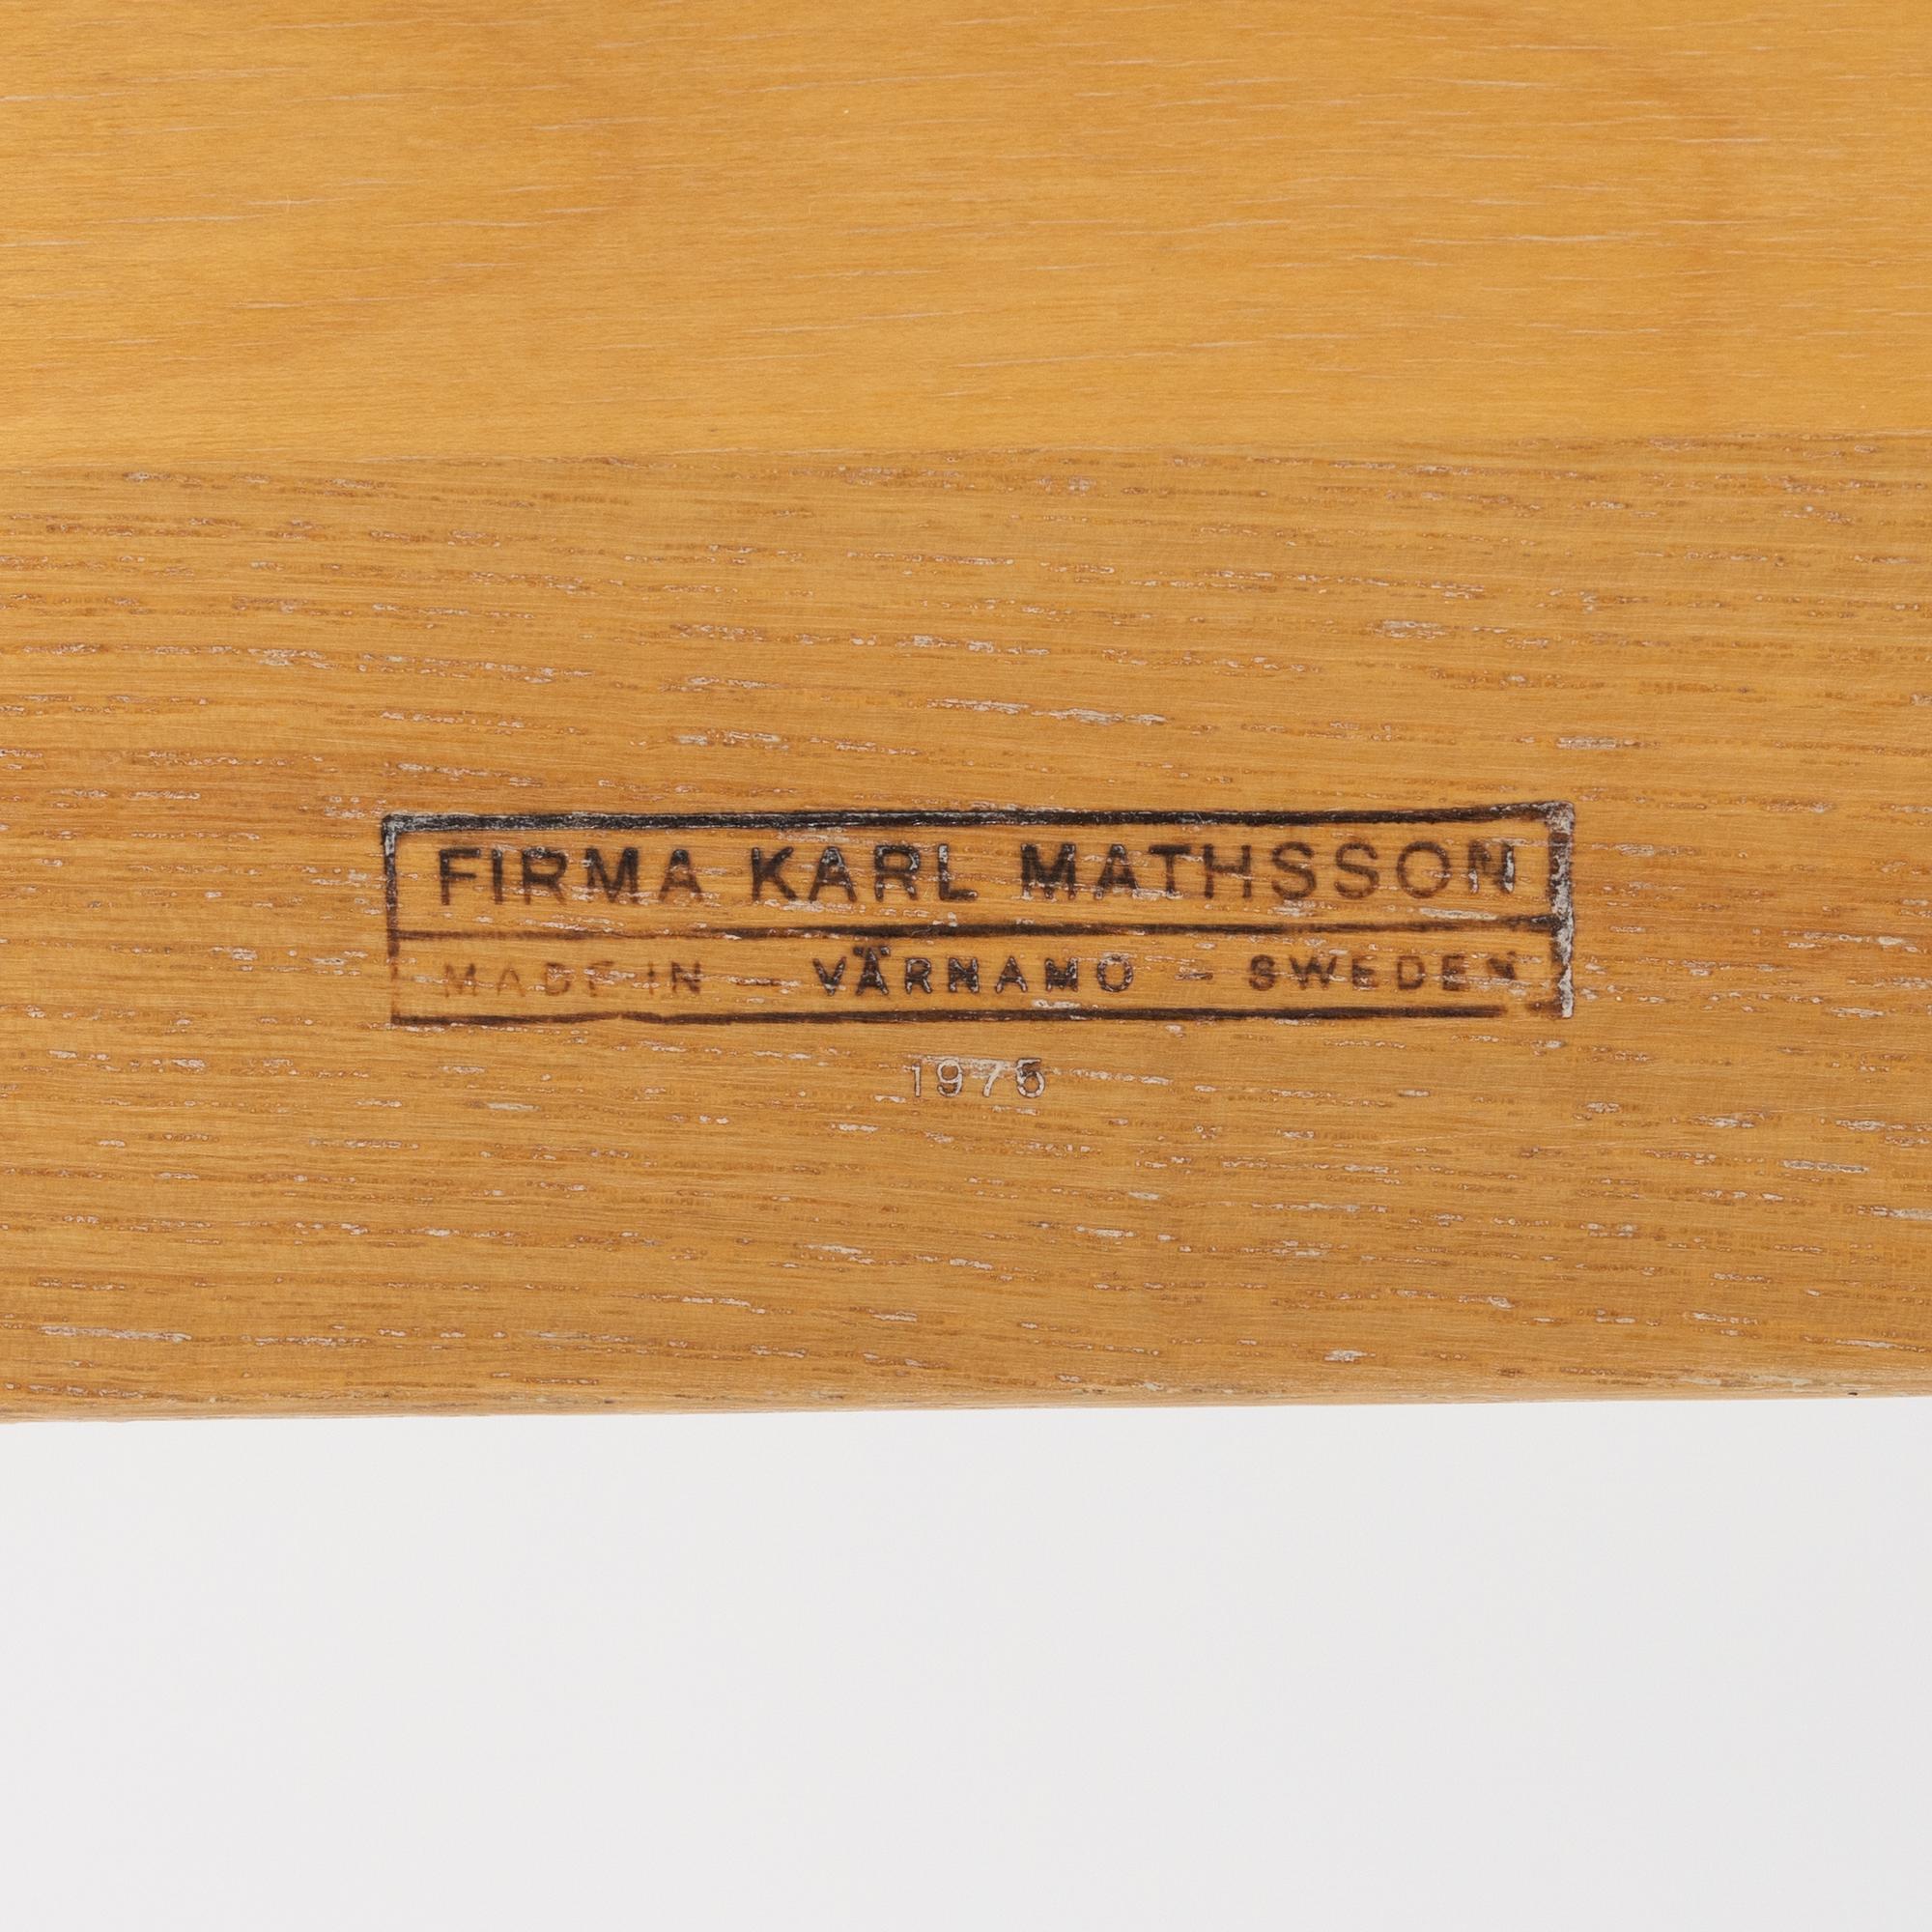 FIRMA KARL MATHSSON
MADE IN – VÄRNAMO – SWEDEN
1975